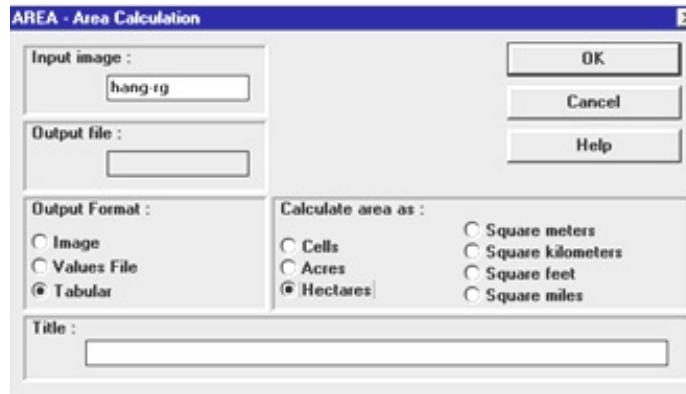 AREA - Area Calculation
Input image :
hang-rg
OK
Cancel
Output file :
Help
Output Format :
Image
Values File
Tabular
Calculate area as :
Cells
Acres
Hectares
Square meters
Square kilometers
Square feet
Square miles
Title :